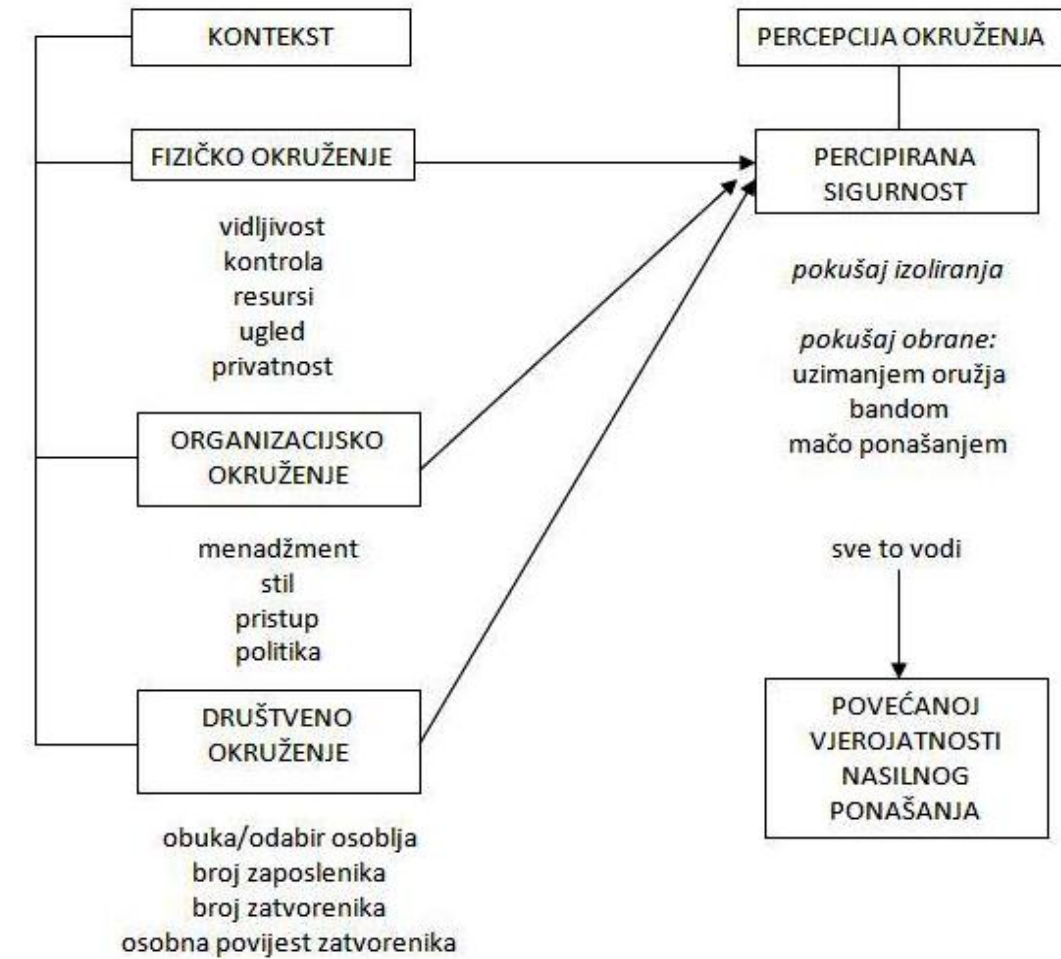 KONTEKST
FIZIČKO OKRUŽENJE
vidljivost
kontrola
resursi
ugled
privatnost
ORGANIZACIJSKO
OKRUŽENJE
menadžment
stil
pristup
politika
DRUŠTVENO
OKRUŽENJE
obuka/odabir osoblja
broj zaposlenika
broj zatvorenika
osobna povijest zatvorenika
PERCEPCIJA OKRUŽENJA
PERCIPIRANA
SIGURNOST
pokušaj izoliranja
pokušaj obrane:
uzimanjem oružja
bandom
mačo ponašanjem
sve to vodi
POVEĆANOJ
VJEROJATNOSTI
NASILNOG
PONAŠANJA